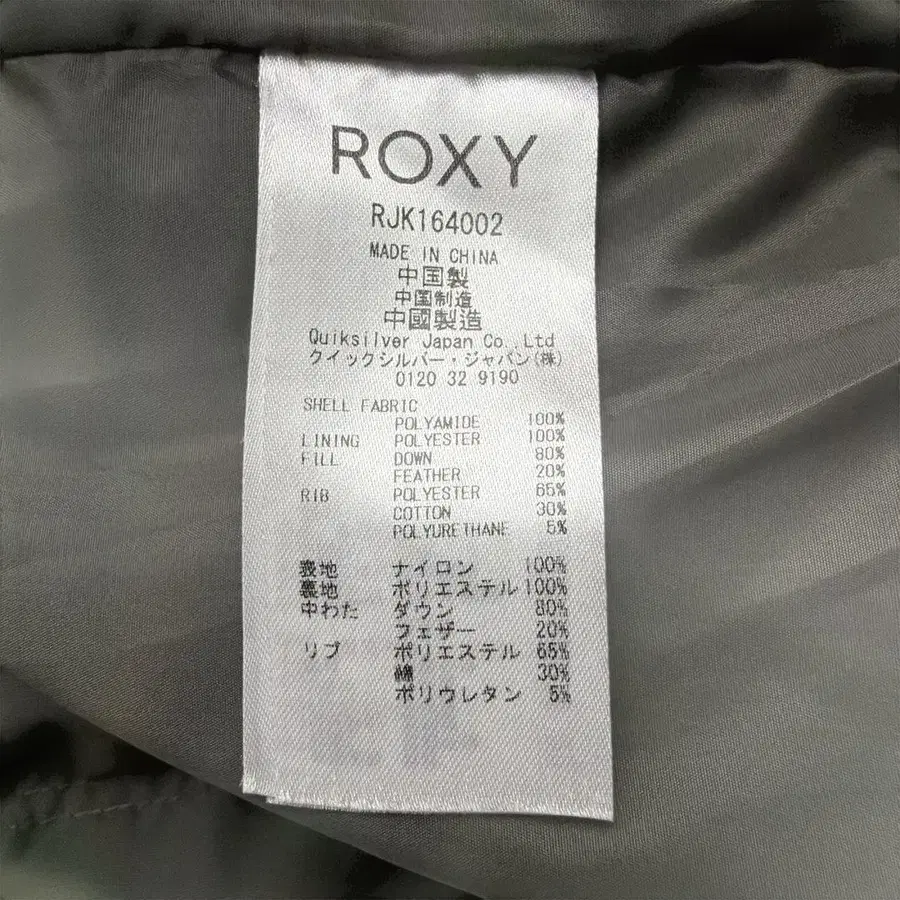 ROXY
RJK164002
MADE IN CHINA
中国製
中国制造
中國製造
Quiksilver Japan Co.,Ltd
クイックシルバー・ジャパン(株)
0120 32 9190
SHELL FABRIC
POLYAMIDE 100%
LINING POLYESTER 100%
FILL DOWN 80%
FEATHER 20%
RIB POLYESTER 65%
COTTON 30%
POLYURETHANE 5%
表地 ナイロン 100%
裏地 ポリエステル 100%
中わた ダウン 80%
フェザー 20%
リブ ポリエステル 65%
綿 30%
ポリウレタン 5%